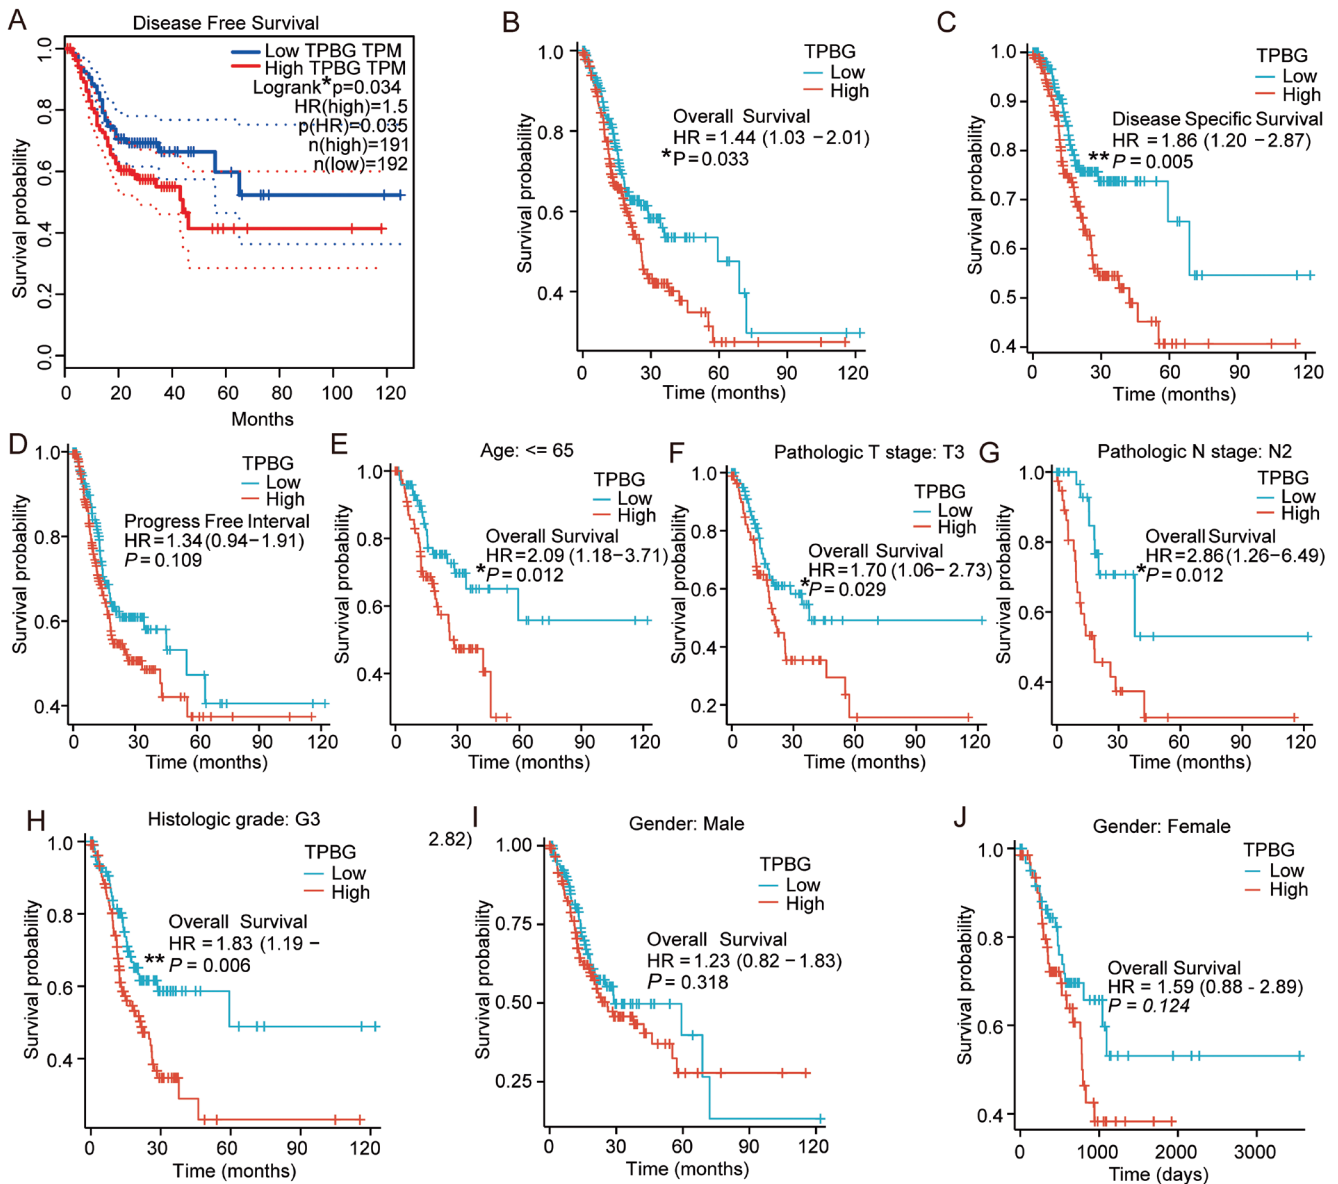 A
Disease Free Survival
Low TPBG TPM
High TPBG TPM
Logrank*p=0.034
HR(high)=1.5
p(HR)=0.035
n(high)=191
n(low)=192
Survival probability
1.0
0.8
0.6
0.4
0.2
0.0
0 20 40 60 80 100 120
Months
B
TPBG
Low
High
Overall Survival
HR = 1.44 (1.03 – 2.01)
*P = 0.033
Survival probability
1.0
0.8
0.6
0.4
0 30 60 90 120
Time (months)
C
TPBG
Low
High
Disease Specific Survival
HR = 1.86 (1.20 – 2.87)
**P = 0.005
Survival probability
1.0
0.9
0.8
0.7
0.6
0.5
0.4
0 30 60 90 120
Time (months)
D
TPBG
Low
High
Progress Free Interval
HR = 1.34 (0.94 – 1.91)
P = 0.109
Survival probability
1.0
0.8
0.6
0.4
0 30 60 90 120
Time (months)
E
Age: <= 65
TPBG
Low
High
Overall Survival
HR = 2.09 (1.18 – 3.71)
*P = 0.012
Survival probability
1.0
0.8
0.6
0.4
0 30 60 90 120
Time (months)
F
Pathologic T stage: T3
TPBG
Low
High
Overall Survival
HR = 1.70 (1.06 – 2.73)
*P = 0.029
Survival probability
1.0
0.8
0.6
0.4
0.2
0 30 60 90 120
Time (months)
G
Pathologic N stage: N2
TPBG
Low
High
Overall Survival
HR = 2.86 (1.26 – 6.49)
*P = 0.012
Survival probability
1.0
0.8
0.6
0.4
0 30 60 90 120
Time (months)
H
Histologic grade: G3
2.82)
TPBG
Low
High
Overall Survival
HR = 1.83 (1.19 –
**P = 0.006
Survival probability
1.0
0.8
0.6
0.4
0 30 60 90 120
Time (months)
I
Gender: Male
TPBG
Low
High
Overall Survival
HR = 1.23 (0.82 – 1.83)
P = 0.318
Survival probability
1.00
0.75
0.50
0.25
0 30 60 90 120
Time (months)
J
Gender: Female
TPBG
Low
High
Overall Survival
HR = 1.59 (0.88 - 2.89)
P = 0.124
Survival probability
1.0
0.8
0.6
0.4
0 1000 2000 3000
Time (days)